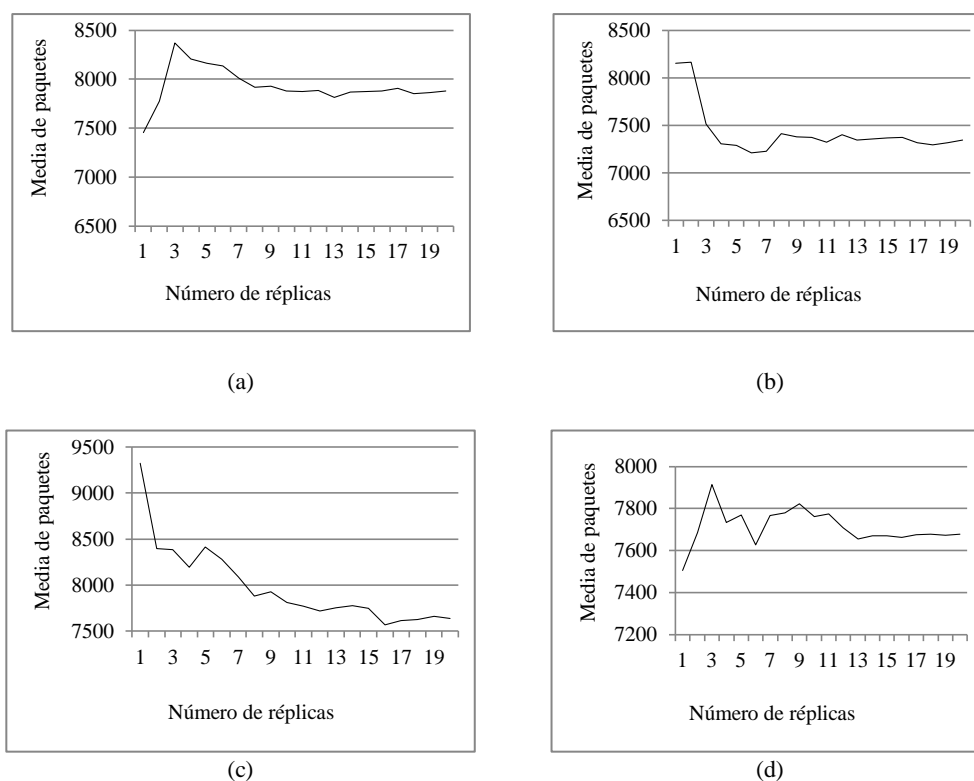 Media de paquetes
8500
8000
7500
7000
6500
1 3 5 7 9 11 13 15 17 19
Número de réplicas
(a)
Media de paquetes
8500
8000
7500
7000
6500
1 3 5 7 9 11 13 15 17 19
Número de réplicas
(b)
Media de paquetes
9500
9000
8500
8000
7500
1 3 5 7 9 11 13 15 17 19
Número de réplicas
(c)
Media de paquetes
8000
7800
7600
7400
7200
1 3 5 7 9 11 13 15 17 19
Número de réplicas
(d)